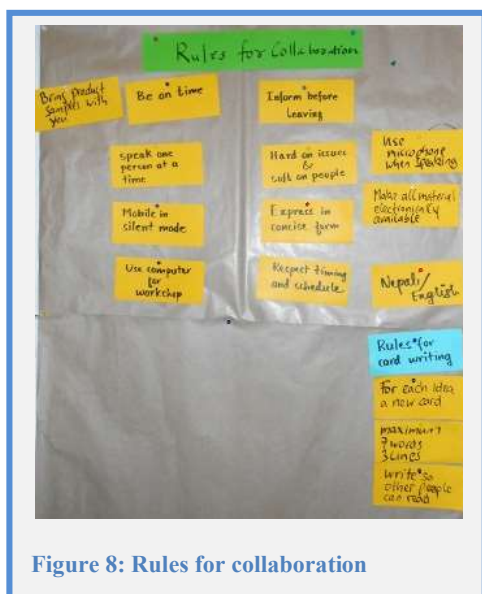 Rules for Collaboration
Bring product
samples with
you
Be on time
Inform before
leaving
speak one
person at a
time
Hard on issues
&
soft on people
Use
microphone
when speaking
Mobile in
silent mode
Express in
concise form
Make all material
electronically
available
Use computer
for
workshop
Respect timing
and schedule
Nepali/
English
Rules for
card writing
For each idea
a new card
maximum
7 words
3 lines
write so
other people
can read
Figure 8: Rules for collaboration